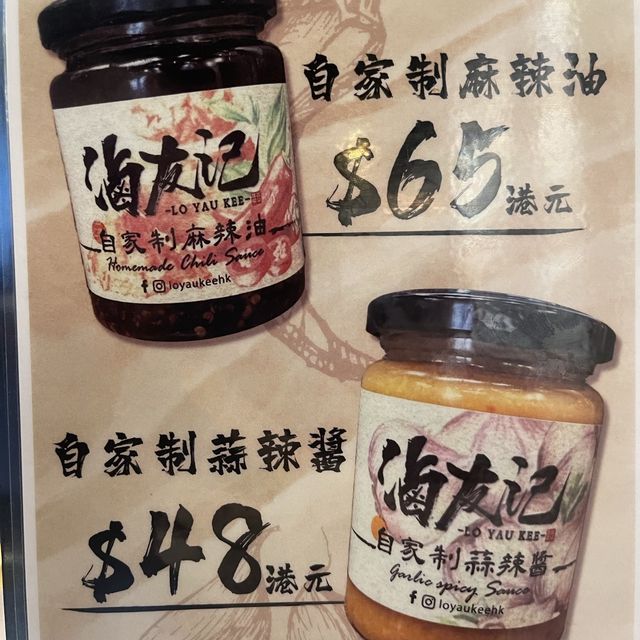 自家制麻辣油
$65港元
滷友记
-LO YAU KEE-
自家制麻辣油
Homemade Chili Sauce
loyaukeehk
自家制蒜辣醬
$48港元
滷友记
-LO YAU KEE-
自家制蒜辣醬
Garlic spicy Sauce
loyaukeehk